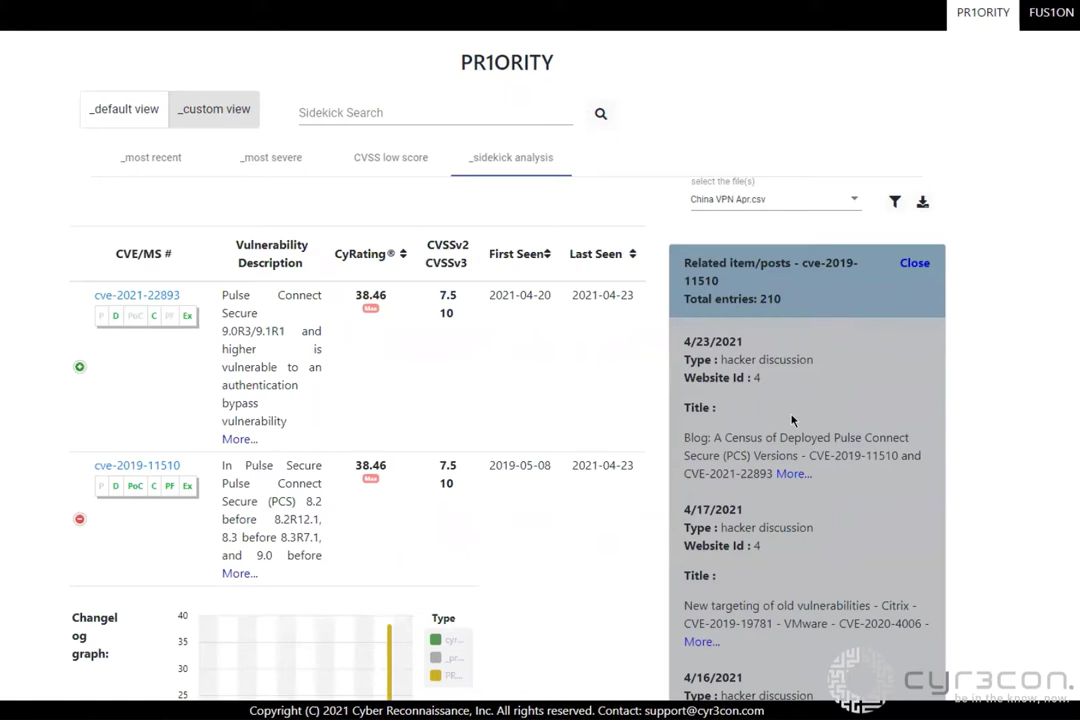 PR1ORITY
FUS1ON
PR1ORITY
_default view
_custom view
Sidekick Search
_most recent
_most severe
CVSS low score
_sidekick analysis
select the file(s)
China VPN Apr.csv
CVE/MS #
Vulnerability
Description
CyRating®
CVSSv2
CVSSv3
First Seen
Last Seen
cve-2021-22893
P D PoC C PF Ex
Pulse Connect
Secure
9.0R3/9.1R1 and
higher is
vulnerable to an
authentication
bypass
vulnerability
More...
38.46
Max
7.5
10
2021-04-20
2021-04-23
cve-2019-11510
P D PoC C PF Ex
In Pulse Secure
Pulse Connect
Secure (PCS) 8.2
before 8.2R12.1,
8.3 before 8.3R7.1,
and 9.0 before
More...
38.46
Max
7.5
10
2019-05-08
2021-04-23
Changel
og
graph:
40
35
30
25
Type
cyr...
_pr...
PR...
Related item/posts - cve-2019-
11510
Total entries: 210
Close
4/23/2021
Type : hacker discussion
Website Id : 4
Title :
Blog: A Census of Deployed Pulse Connect
Secure (PCS) Versions - CVE-2019-11510 and
CVE-2021-22893 More...
4/17/2021
Type : hacker discussion
Website Id : 4
Title :
New targeting of old vulnerabilities - Citrix -
CVE-2019-19781 - VMware - CVE-2020-4006 -
More...
4/16/2021
Type : hacker discussion
cyr3con.
be in the know, now.
Copyright (C) 2021 Cyber Reconnaissance, Inc. All rights reserved. Contact: support@cyr3con.com